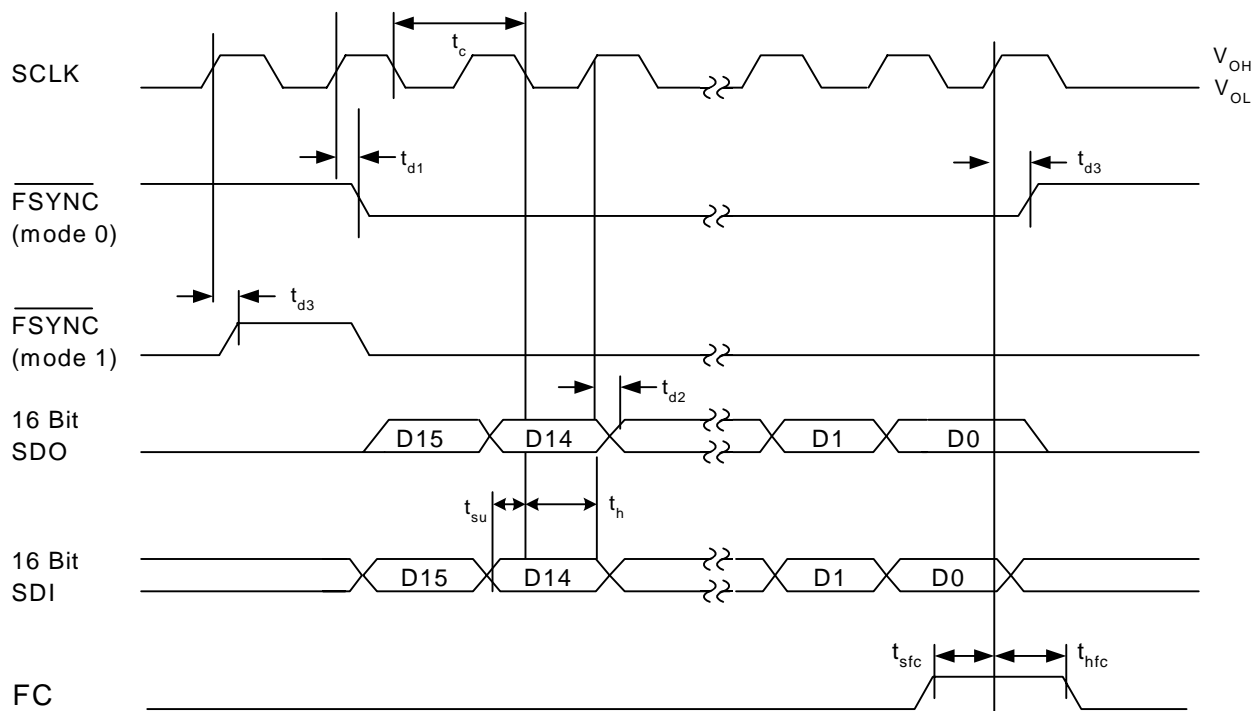 t_c
SCLK
V_OH
V_OL
t_d1
t_d3
FSYNC
(mode 0)
t_d3
FSYNC
(mode 1)
t_d2
16 Bit
SDO
D15 D14 D1 D0
t_su t_h
16 Bit
SDI
D15 D14 D1 D0
t_sfc t_hfc
FC